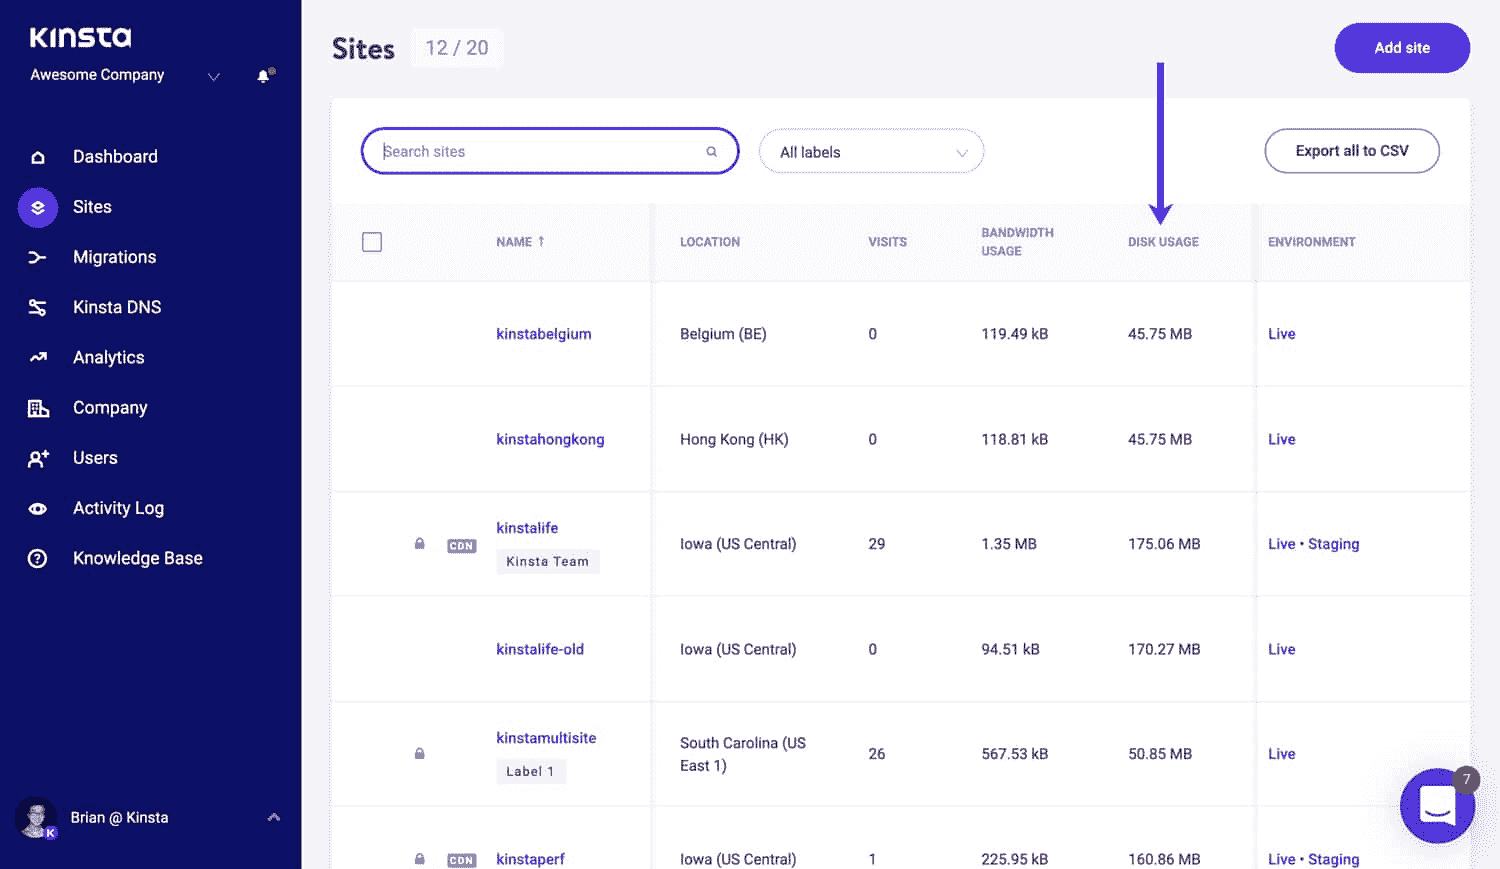 Kinsta
Awesome Company
Dashboard
Sites
Migrations
Kinsta DNS
Analytics
Company
Users
Activity Log
Knowledge Base
Brian @ Kinsta
K
Sites 12 / 20
Add site
Search sites
All labels
Export all to CSV
NAME ↑ LOCATION VISITS BANDWIDTH USAGE DISK USAGE ENVIRONMENT
kinstabelgium Belgium (BE) 0 119.49 kB 45.75 MB Live
kinstahongkong Hong Kong (HK) 0 118.81 kB 45.75 MB Live
CDN kinstalife Iowa (US Central) 29 1.35 MB 175.06 MB Live • Staging
Kinsta Team
kinstalife-old Iowa (US Central) 0 94.51 kB 170.27 MB Live
kinstamultisite South Carolina (US East 1) 26 567.53 kB 50.85 MB Live
Label 1
CDN kinstaperf Iowa (US Central) 1 225.95 kB 160.86 MB Live • Staging
7